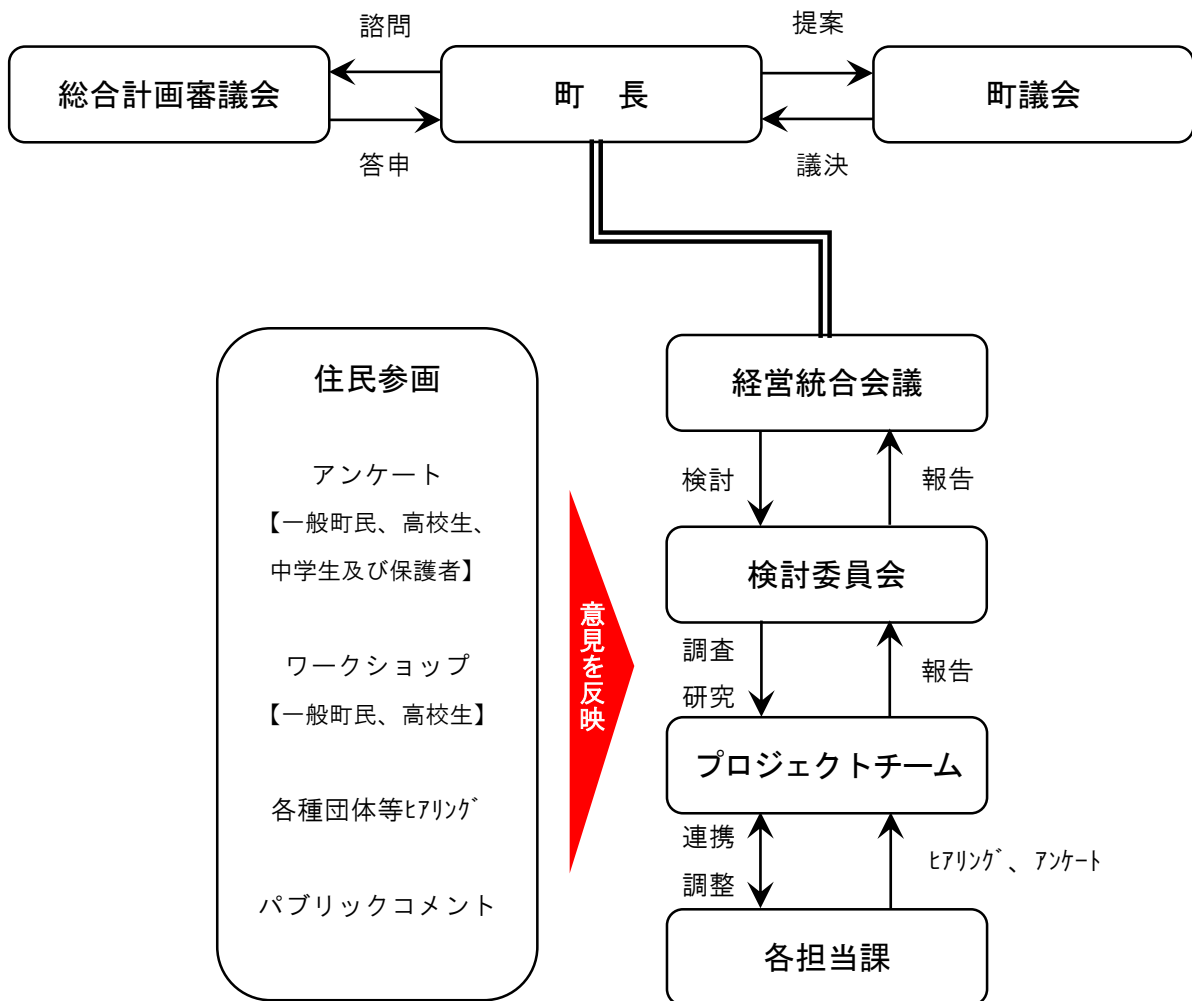 諮問
提案
総合計画審議会
町　長
町議会
答申
議決
住民参画
アンケート
【一般町民、高校生、
中学生及び保護者】
ワークショップ
【一般町民、高校生】
各種団体等ﾋｱﾘﾝｸﾞ
パブリックコメント
意見を反映
経営統合会議
検討
報告
検討委員会
調査
研究
報告
プロジェクトチーム
連携
調整
ﾋｱﾘﾝｸﾞ、ｱﾝｹｰﾄ
各担当課